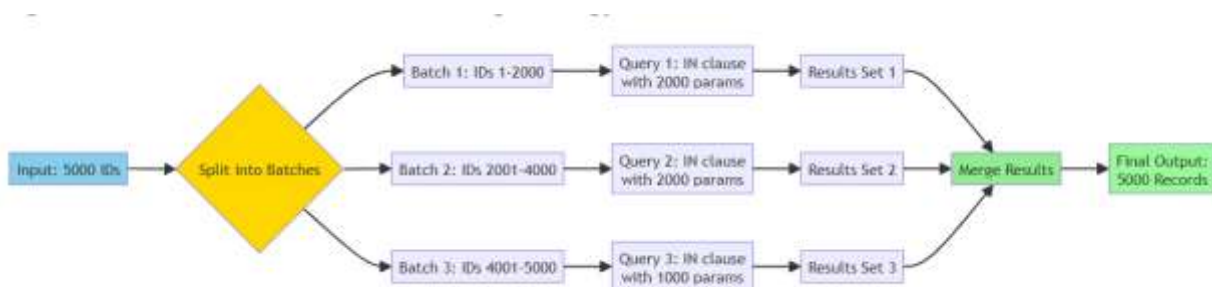 Input: 5000 IDs
Split into Batches
Batch 1: IDs 1-2000
Query 1: IN clause
with 2000 params
Results Set 1
Batch 2: IDs 2001-4000
Query 2: IN clause
with 2000 params
Results Set 2
Batch 3: IDs 4001-5000
Query 3: IN clause
with 1000 params
Results Set 3
Merge Results
Final Output:
5000 Records